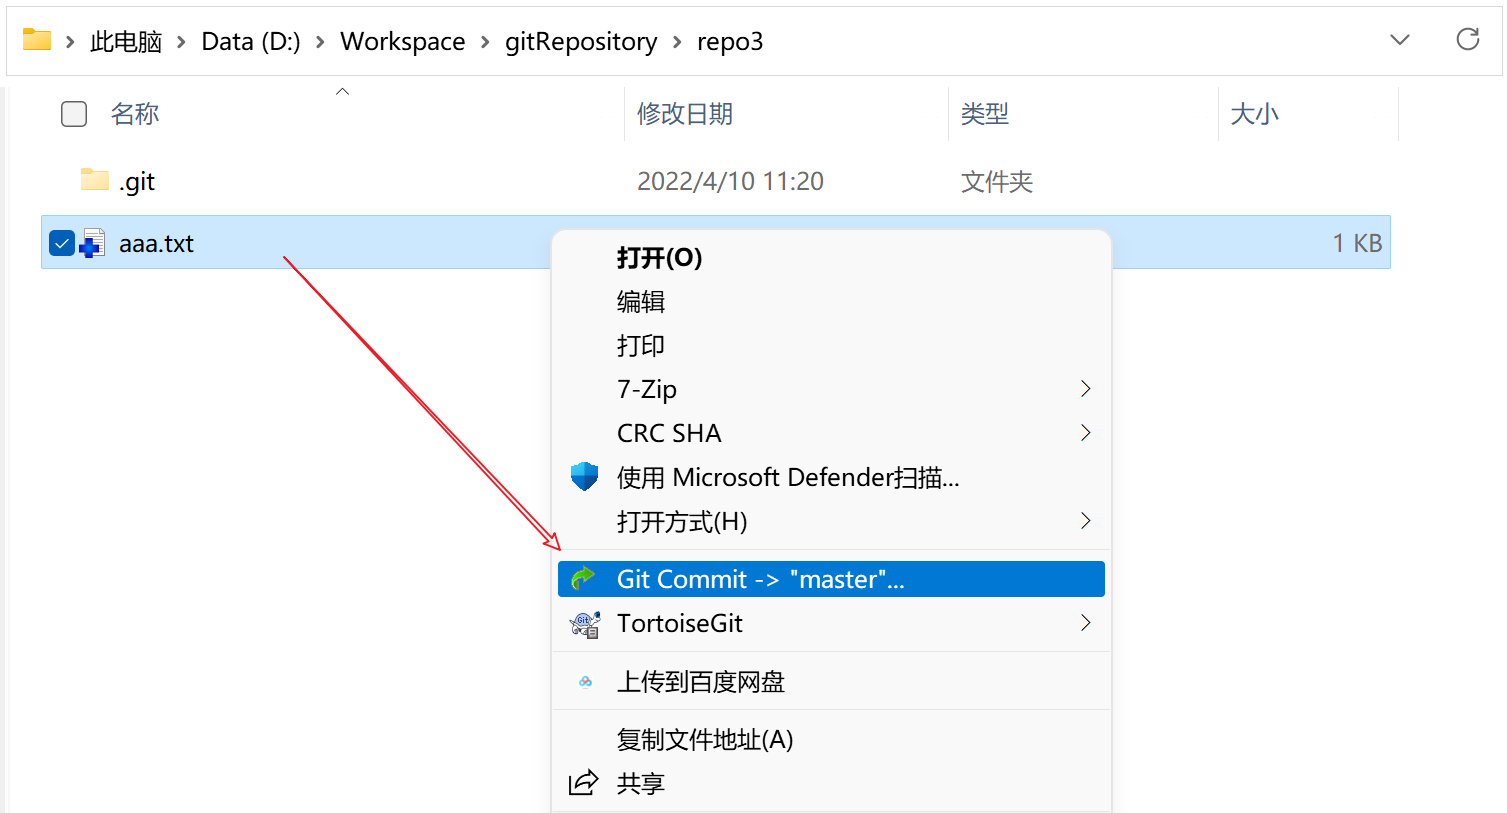 此电脑 > Data (D:) > Workspace > gitRepository > repo3
名称 修改日期 类型 大小
.git 2022/4/10 11:20 文件夹
aaa.txt 1 KB
打开(O)
编辑
打印
7-Zip
CRC SHA
使用 Microsoft Defender扫描...
打开方式(H)
Git Commit -> "master"...
Git TortoiseGit
上传到百度网盘
复制文件地址(A)
共享